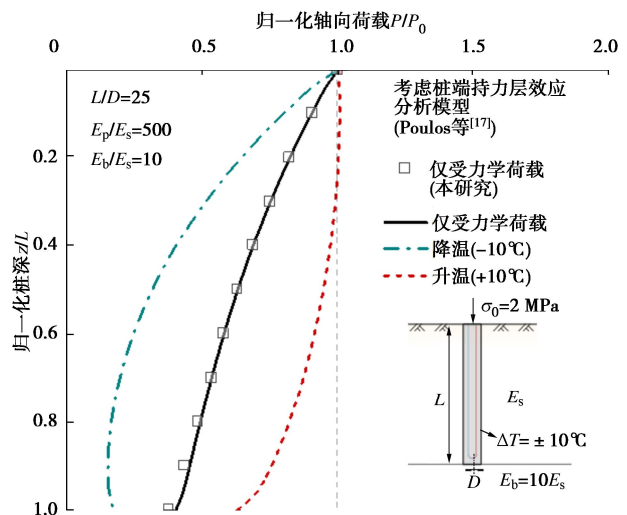 归一化轴向荷载P/P₀
0 0.5 1.0 1.5 2.0
归一化桩深z/L
0.2
0.4
0.6
0.8
1.0
L/D=25
Eₚ/Eₛ=500
E_b/Eₛ=10
考虑桩端持力层效应
分析模型
(Poulos等[17])
仅受力学荷载
(本研究)
仅受力学荷载
降温(−10℃)
升温(+10℃)
σ₀=2 MPa
L
Eₛ
ΔT=±10℃
D
E_b=10Eₛ